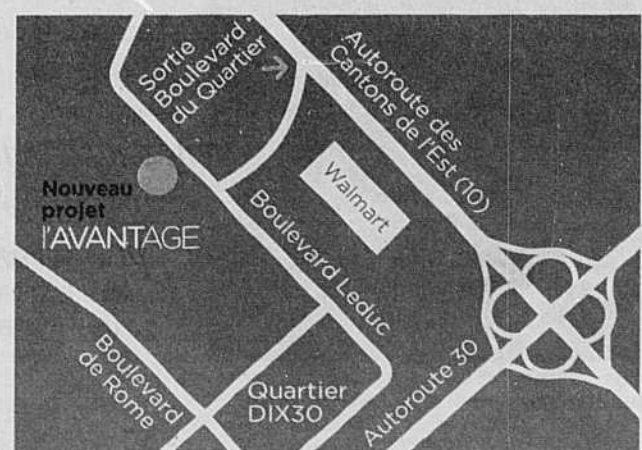 Sortie
Boulevard
du Quartier
Autoroute des
Cantons de l'Est (10)
Nouveau
projet
l'AVANTAGE
Walmart
Boulevard Leduc
Boulevard
de Rome
Quartier
DIX30
Autoroute 30